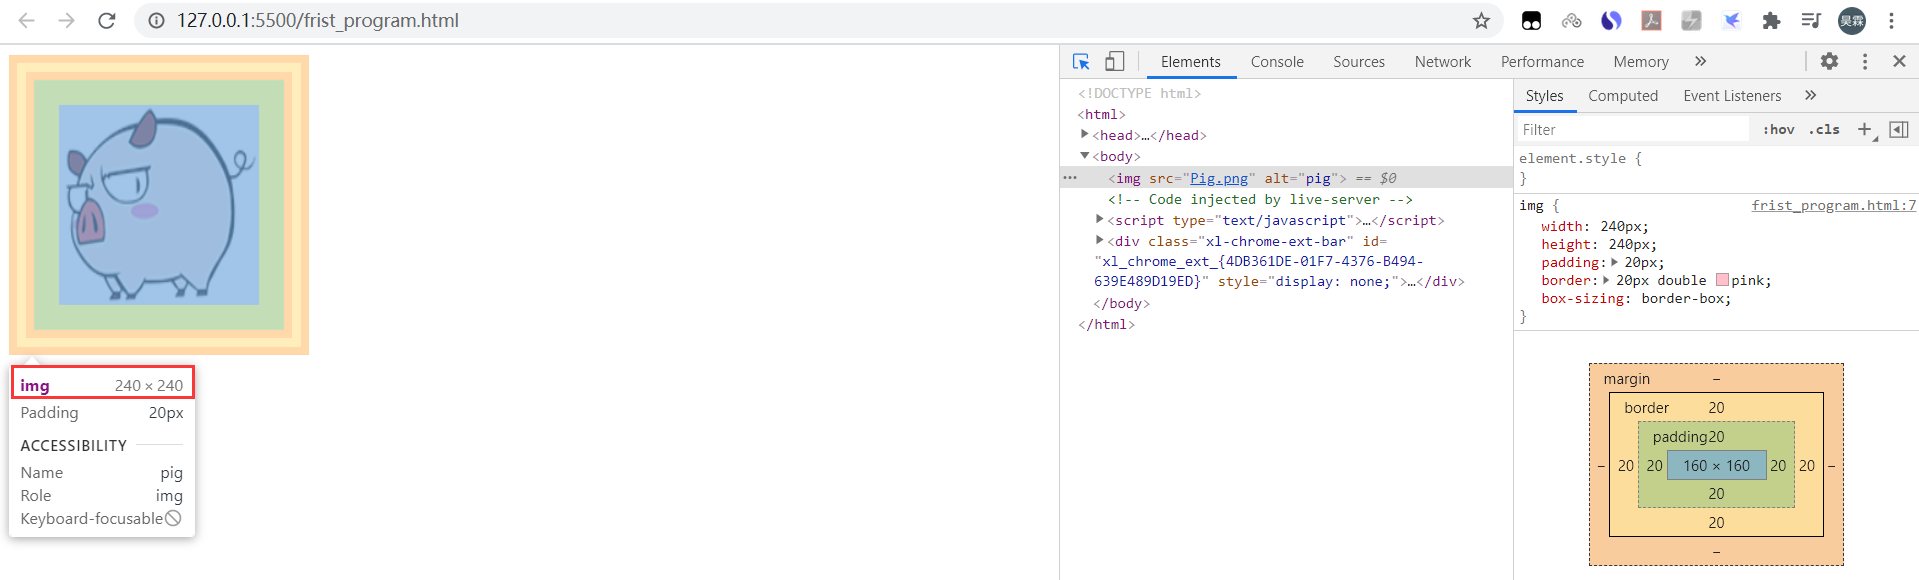 127.0.0.1:5500/frist_program.html
昊霖
Elements Console Sources Network Performance Memory »
<!DOCTYPE html>
<html>
<head>…</head>
<body>
<img src="Pig.png" alt="pig"> == $0
<!-- Code injected by live-server -->
<script type="text/javascript">…</script>
<div class="xl-chrome-ext-bar" id=
"xl_chrome_ext_{4DB361DE-01F7-4376-B494-
639E489D19ED}" style="display: none;">…</div>
</body>
</html>
Styles Computed Event Listeners »
Filter :hov .cls +
element.style {
}
img { frist_program.html:7
width: 240px;
height: 240px;
padding: 20px;
border: 20px double pink;
box-sizing: border-box;
}
margin –
border 20
padding20
– 20 20 160 × 160 20 20 –
20
20
–
img 240 × 240
Padding 20px
ACCESSIBILITY
Name pig
Role img
Keyboard-focusable